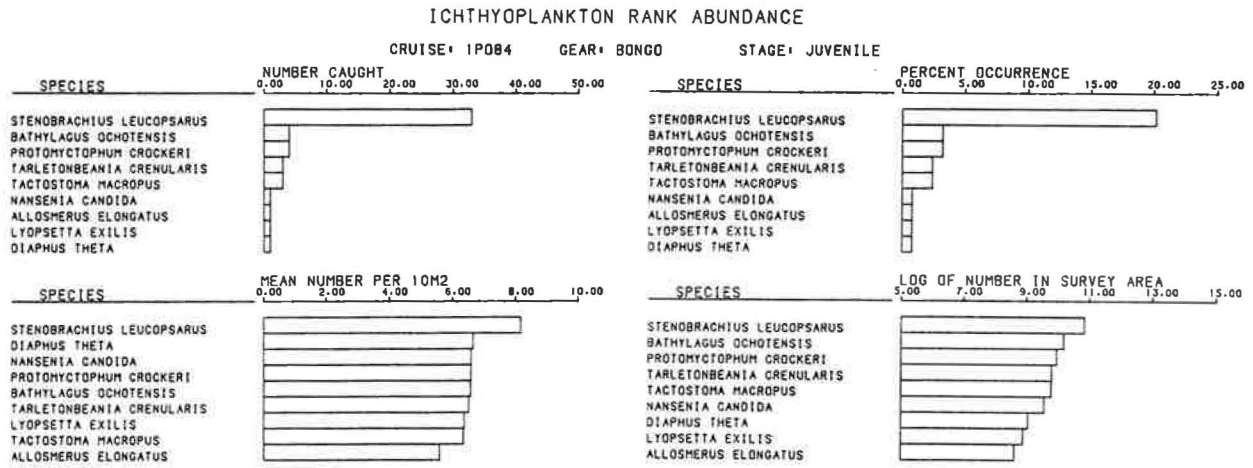 ICHTHYOPLANKTON RANK ABUNDANCE
CRUISE: 1PO84 GEAR: BONGO STAGE: JUVENILE
NUMBER CAUGHT
SPECIES 0.00 10.00 20.00 30.00 40.00 50.00
STENOBRACHIUS LEUCOPSARUS
BATHYLAGUS OCHOTENSIS
PROTOMYCTOPHUM CROCKERI
TARLETONBEANIA CRENULARIS
TACTOSTOMA MACROPUS
NANSENIA CANDIDA
ALLOSMERUS ELONGATUS
LYOPSETTA EXILIS
DIAPHUS THETA
PERCENT OCCURRENCE
SPECIES 0.00 5.00 10.00 15.00 20.00 25.00
STENOBRACHIUS LEUCOPSARUS
BATHYLAGUS OCHOTENSIS
PROTOMYCTOPHUM CROCKERI
TARLETONBEANIA CRENULARIS
TACTOSTOMA MACROPUS
NANSENIA CANDIDA
ALLOSMERUS ELONGATUS
LYOPSETTA EXILIS
DIAPHUS THETA
MEAN NUMBER PER 10M2
SPECIES 0.00 2.00 4.00 6.00 8.00 10.00
STENOBRACHIUS LEUCOPSARUS
DIAPHUS THETA
NANSENIA CANDIDA
PROTOMYCTOPHUM CROCKERI
BATHYLAGUS OCHOTENSIS
TARLETONBEANIA CRENULARIS
LYOPSETTA EXILIS
TACTOSTOMA MACROPUS
ALLOSMERUS ELONGATUS
LOG OF NUMBER IN SURVEY AREA
SPECIES 5.00 7.00 9.00 11.00 13.00 15.00
STENOBRACHIUS LEUCOPSARUS
BATHYLAGUS OCHOTENSIS
PROTOMYCTOPHUM CROCKERI
TARLETONBEANIA CRENULARIS
TACTOSTOMA MACROPUS
NANSENIA CANDIDA
DIAPHUS THETA
LYOPSETTA EXILIS
ALLOSMERUS ELONGATUS